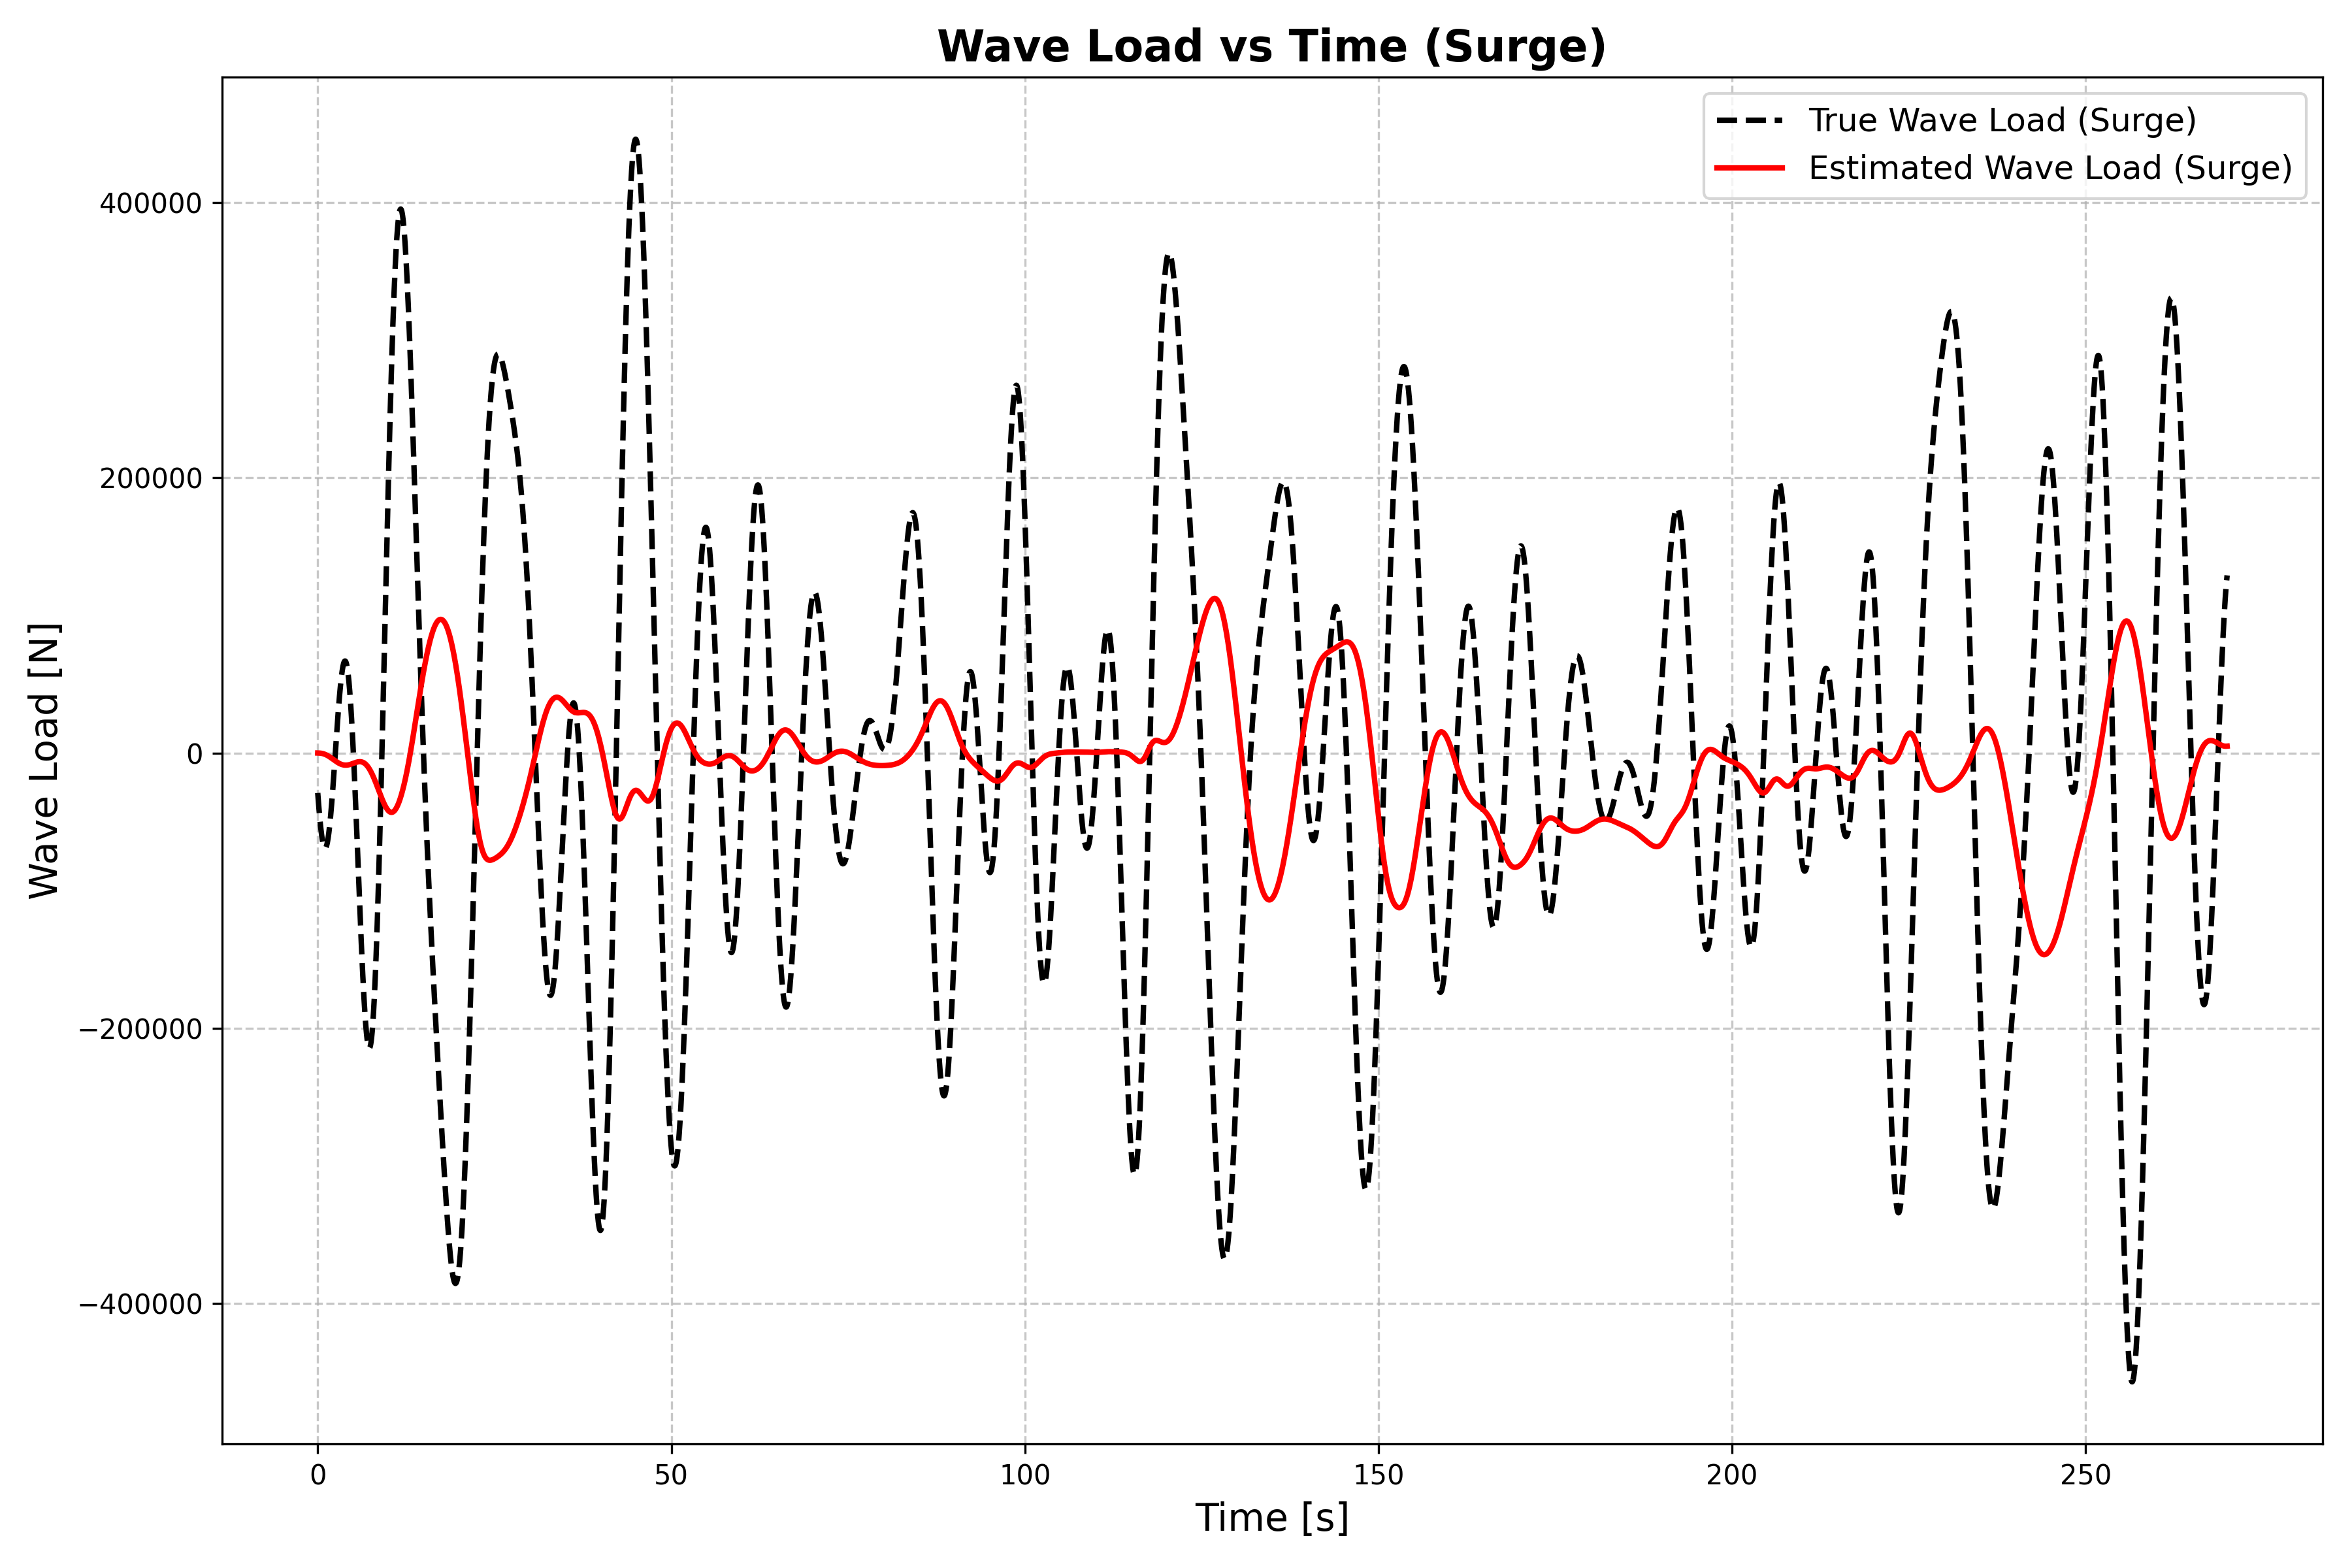 Wave Load vs Time (Surge)
True Wave Load (Surge)
Estimated Wave Load (Surge)
Wave Load [N]
400000
200000
0
−200000
−400000
0 50 100 150 200 250
Time [s]